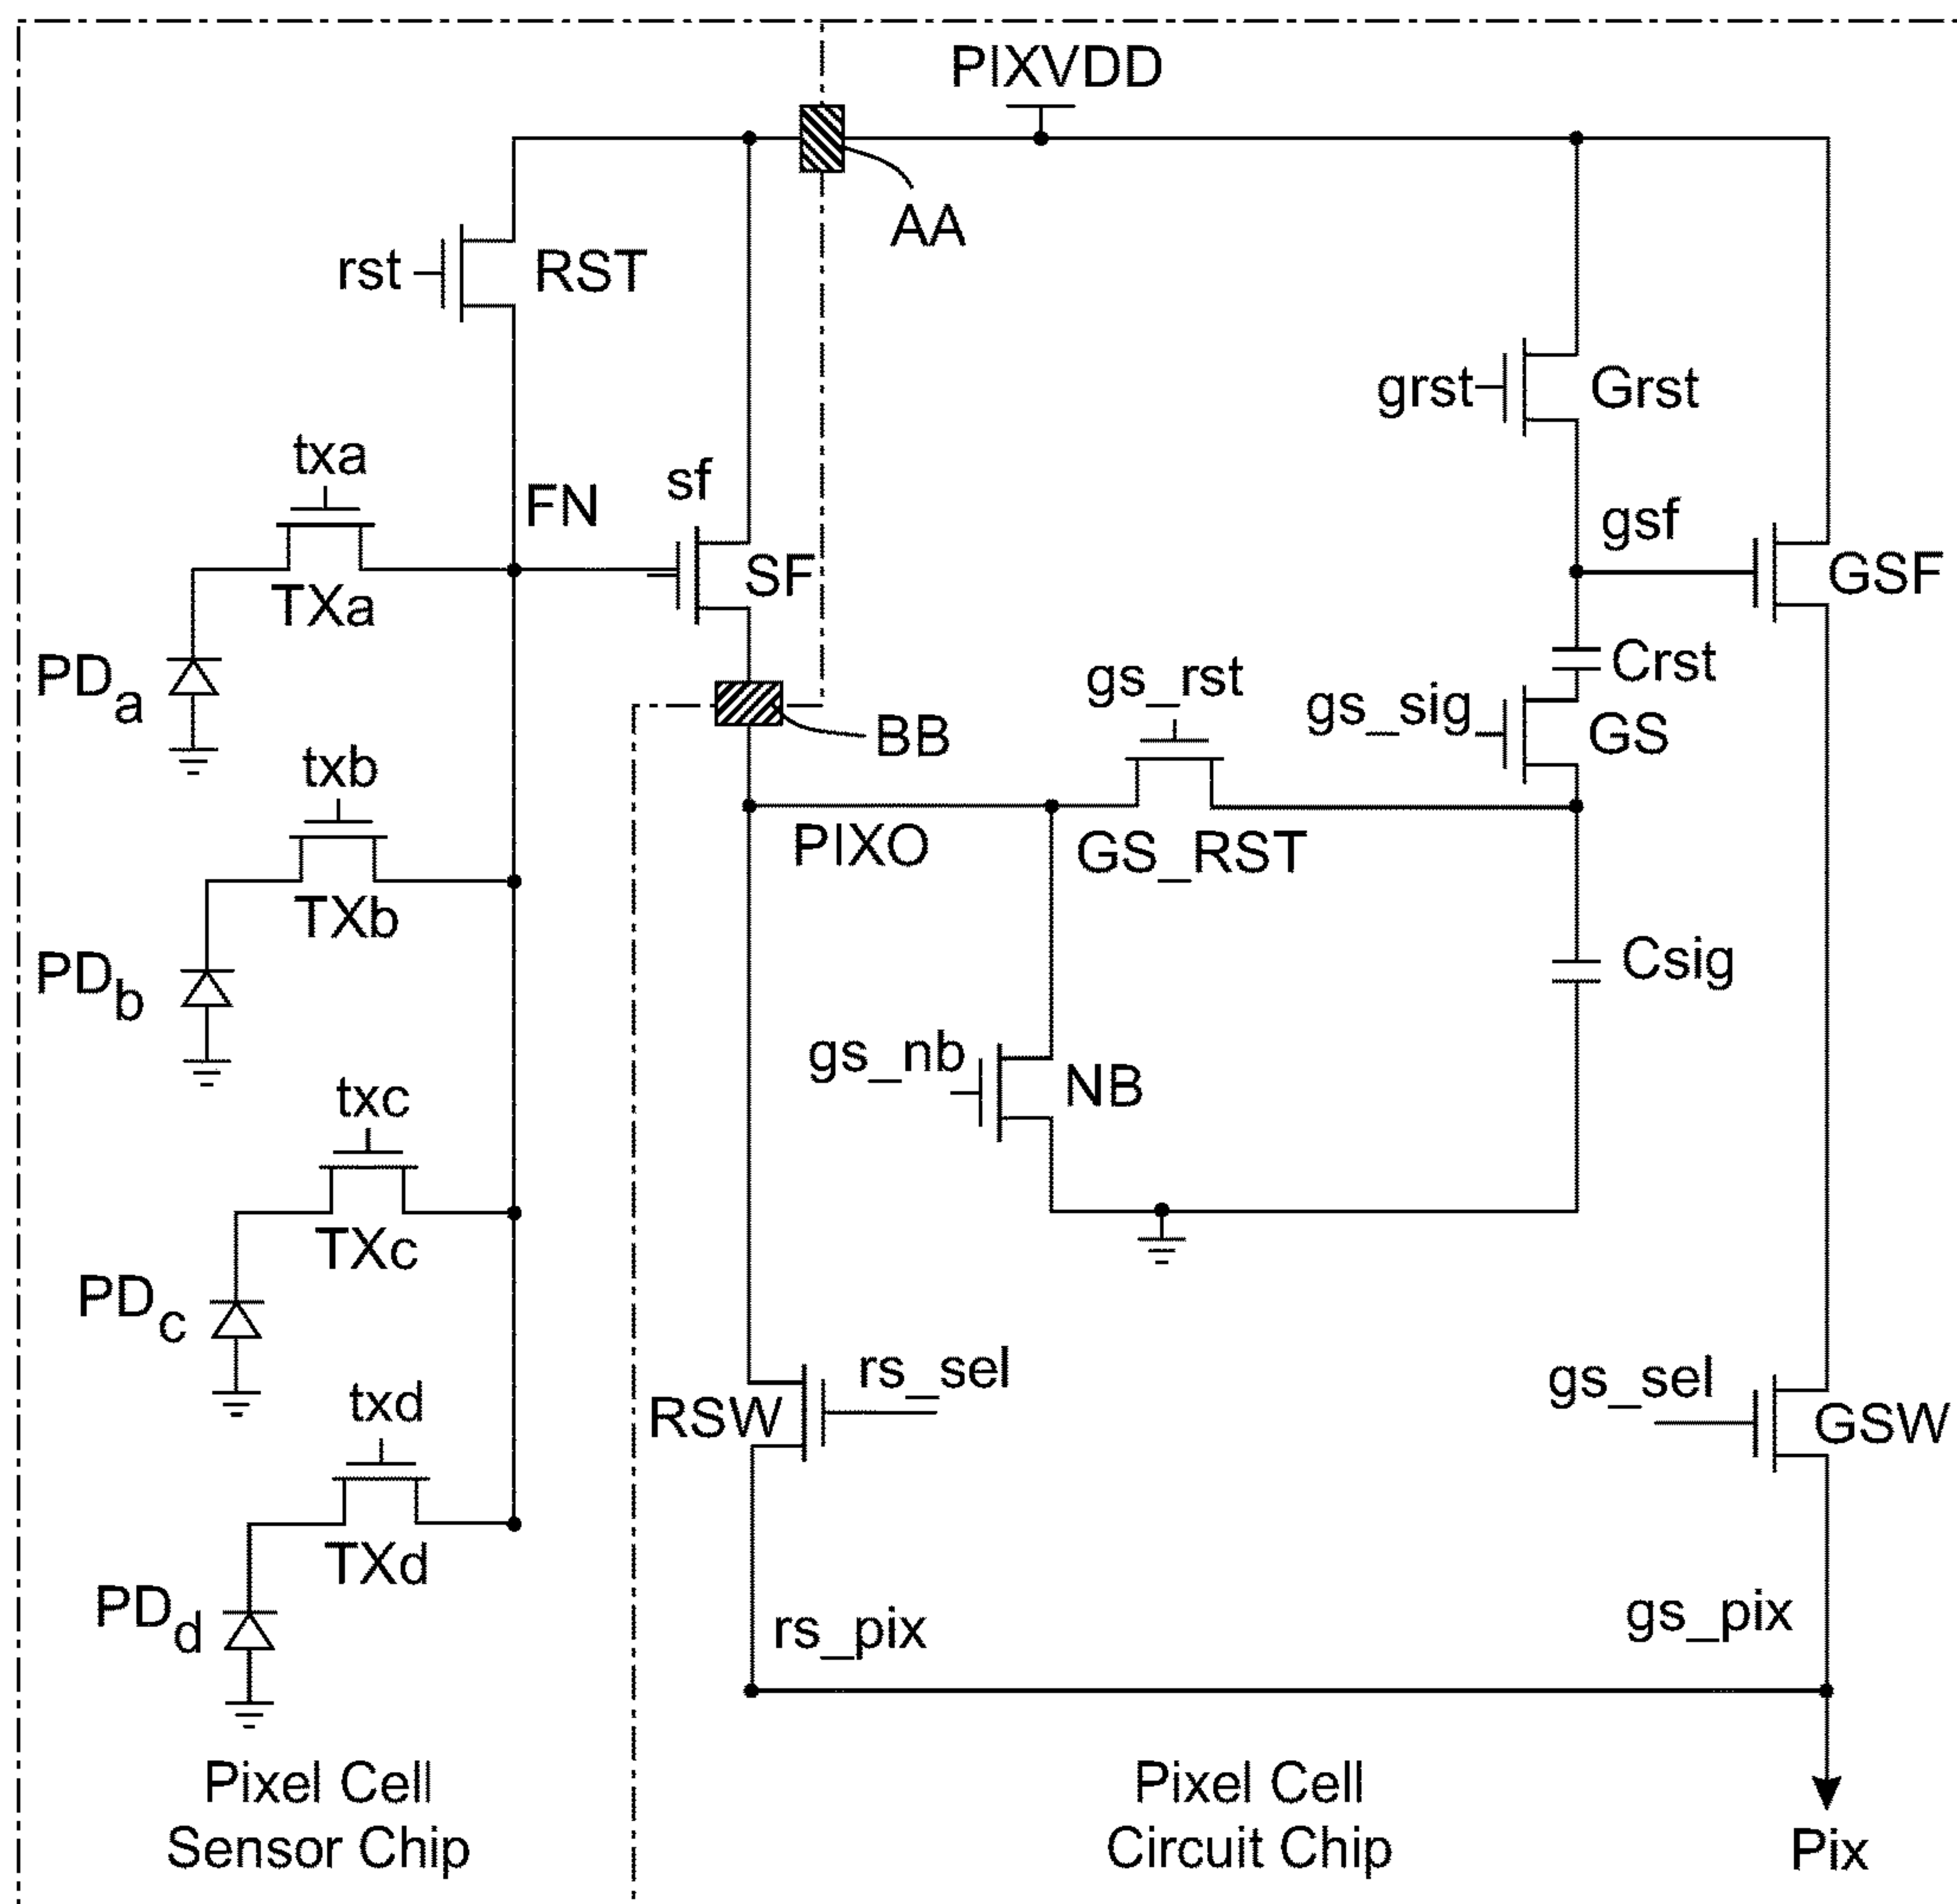 PIXVDD
AA
rst
RST
grst
Grst
txa
FN
sf
gsf
SF
GSF
TXa
PDa
gs_rst
Crst
gs_sig
GS
BB
txb
PIXO
GS_RST
TXb
PDb
Csig
gs_nb
NB
txc
TXc
PDc
rs_sel
gs_sel
txd
RSW
GSW
TXd
PDd
rs_pix
gs_pix
Pixel Cell
Sensor Chip
Pixel Cell
Circuit Chip
Pix